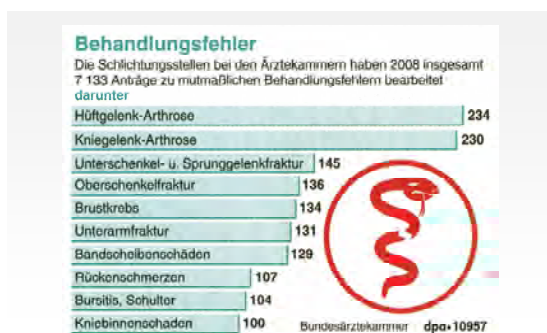 Behandlungsfehler
Die Schlichtungsstellen bei den Ärztekammern haben 2008 insgesamt
7 133 Anträge zu mutmaßlichen Behandlungsfehlern bearbeitet
darunter
Hüftgelenk-Arthrose 234
Kniegelenk-Arthrose 230
Unterschenkel- u. Sprunggelenkfraktur 145
Oberschenkelfraktur 136
Brustkrebs 134
Unterarmfraktur 131
Bandscheibenschäden 129
Rückenschmerzen 107
Bursitis, Schulter 104
Kniebinnenschaden 100
Bundesärztekammer dpa•10957